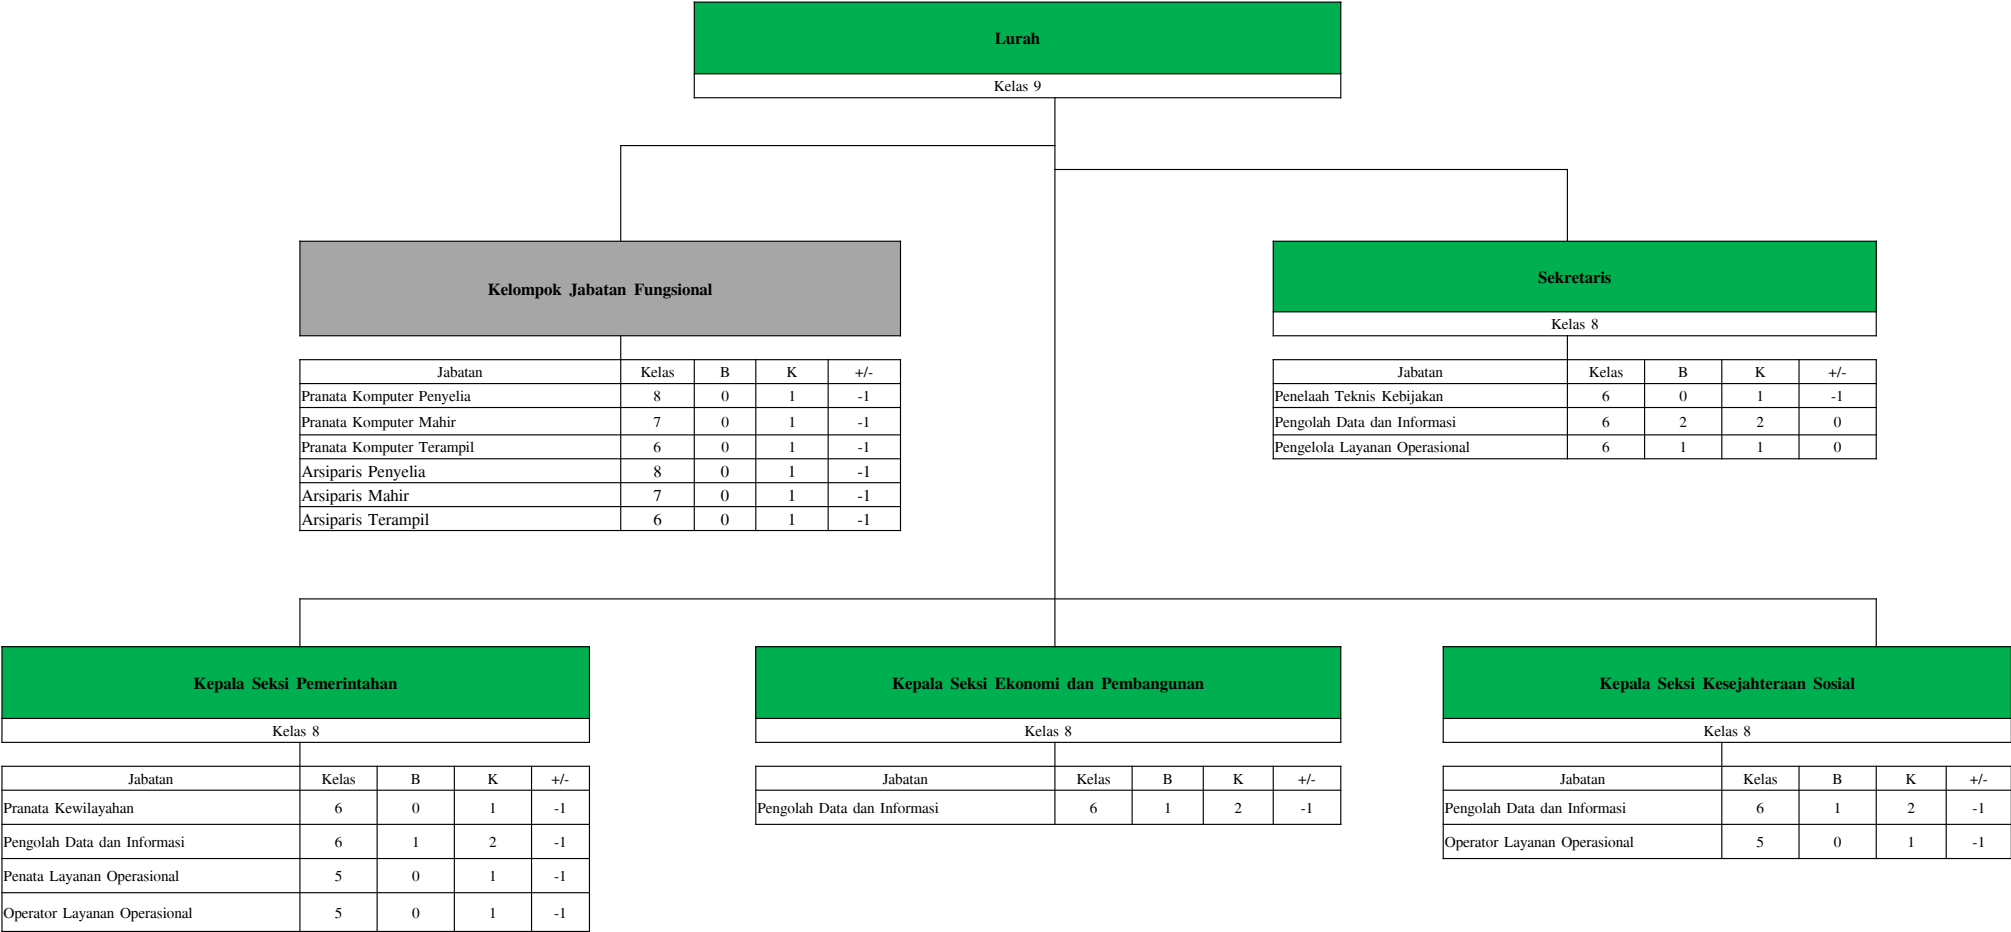 Lurah
Kelas 9
Kelompok Jabatan Fungsional
Jabatan Kelas B K +/-
Pranata Komputer Penyelia 8 0 1 -1
Pranata Komputer Mahir 7 0 1 -1
Pranata Komputer Terampil 6 0 1 -1
Arsiparis Penyelia 8 0 1 -1
Arsiparis Mahir 7 0 1 -1
Arsiparis Terampil 6 0 1 -1
Sekretaris
Kelas 8
Jabatan Kelas B K +/-
Penelaah Teknis Kebijakan 6 0 1 -1
Pengolah Data dan Informasi 6 2 2 0
Pengelola Layanan Operasional 6 1 1 0
Kepala Seksi Pemerintahan
Kelas 8
Jabatan Kelas B K +/-
Pranata Kewilayahan 6 0 1 -1
Pengolah Data dan Informasi 6 1 2 -1
Penata Layanan Operasional 5 0 1 -1
Operator Layanan Operasional 5 0 1 -1
Kepala Seksi Ekonomi dan Pembangunan
Kelas 8
Jabatan Kelas B K +/-
Pengolah Data dan Informasi 6 1 2 -1
Kepala Seksi Kesejahteraan Sosial
Kelas 8
Jabatan Kelas B K +/-
Pengolah Data dan Informasi 6 1 2 -1
Operator Layanan Operasional 5 0 1 -1